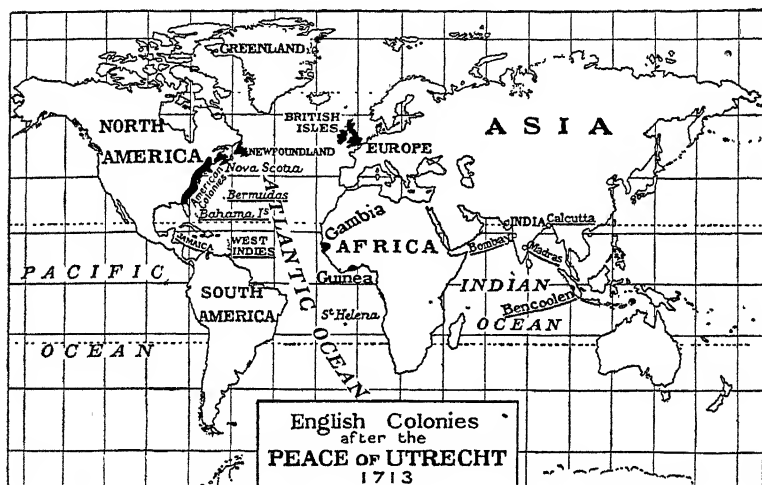 GREENLAND
BRITISH
ISLES
NORTH
AMERICA
NEWFOUNDLAND
Nova Scotia
American
Colonies
Bermudas
Bahama Is
JAMAICA
WEST
INDIES
EUROPE
ASIA
Gambia
AFRICA
Guinea
INDIA
Calcutta
Bombay
Madras
PACIFIC
OCEAN
ATLANTIC OCEAN
SOUTH
AMERICA
St Helena
INDIAN
OCEAN
Bencoolen
English Colonies
after the
PEACE OF UTRECHT
1713